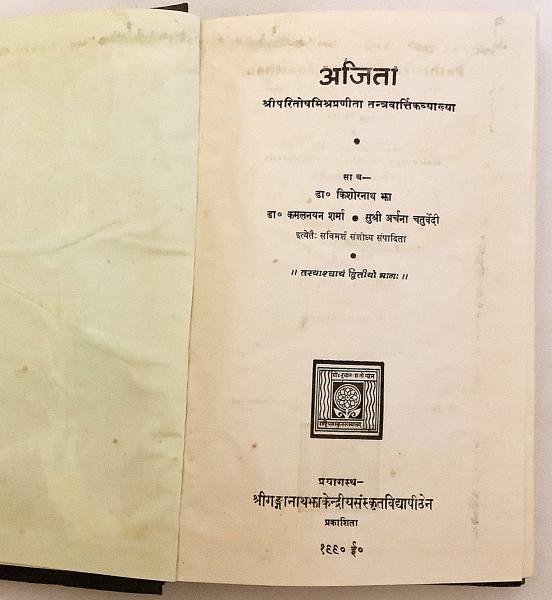 अजिता
श्रीपरितोषमिश्रप्रणीता तन्त्रवार्त्तिकव्याख्या
सा च—
डा० किशोरनाथ झा
डा० कमलनयन शर्मा ● सुश्री अर्चना चतुर्वेदी
इत्येतैः सविमर्श संशोध्य संपादिता
।। तस्याश्चायं द्वितीयो भागः ।।
प्रयागस्थ—
श्रीगङ्गानाथझाकेन्द्रीयसंस्कृतविद्यापीठेन
प्रकाशिता
१९९० ई०